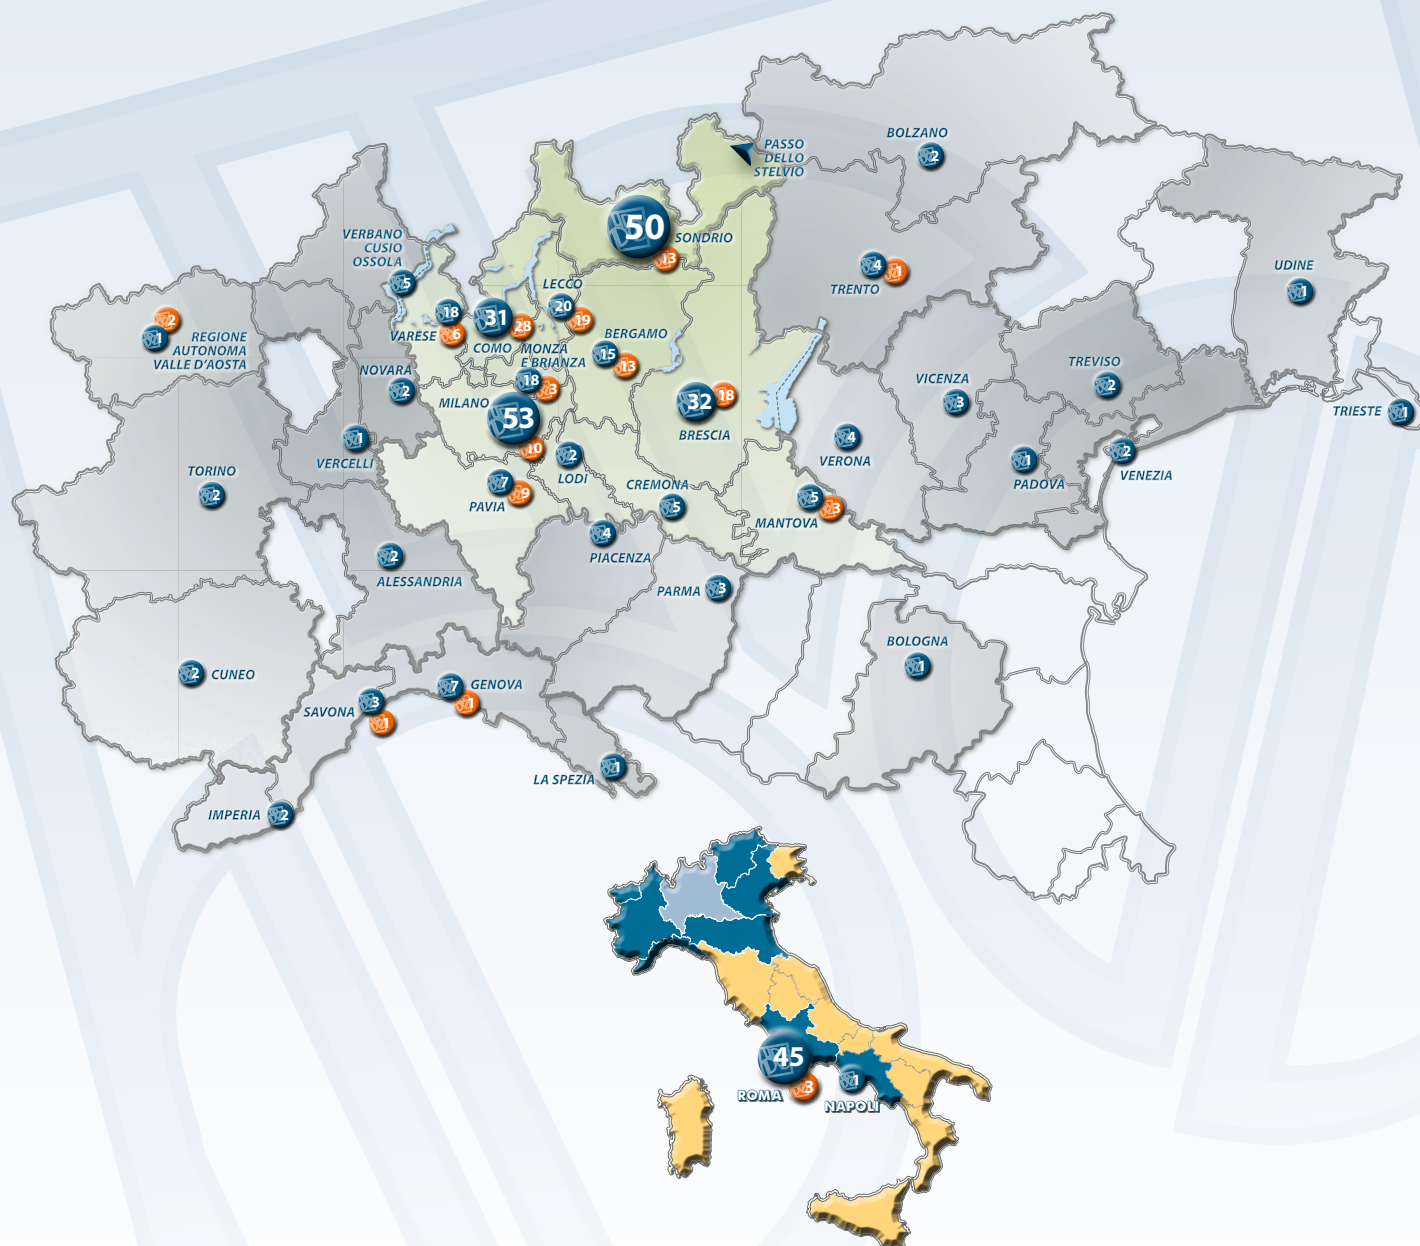 BOLZANO
2
PASSO
DELLO
STELVIO
50
SONDRIO
13
VERBANO
CUSIO
OSSOLA
5
TRENTO
4
1
UDINE
1
LECCO
20
19
VARESE
18
6
COMO
31
28
REGIONE
AUTONOMA
VALLE D'AOSTA
1
2
BERGAMO
15
13
MONZA
E BRIANZA
18
3
NOVARA
2
MILANO
53
10
BRESCIA
32
18
VICENZA
3
TREVISO
2
TRIESTE
1
VERCELLI
1
VERONA
4
PADOVA
1
VENEZIA
2
TORINO
2
LODI
2
PAVIA
7
9
CREMONA
5
MANTOVA
5
3
PIACENZA
4
ALESSANDRIA
2
PARMA
3
BOLOGNA
1
CUNEO
2
GENOVA
7
1
SAVONA
3
1
LA SPEZIA
1
IMPERIA
2
45
ROMA
3
NAPOLI
1